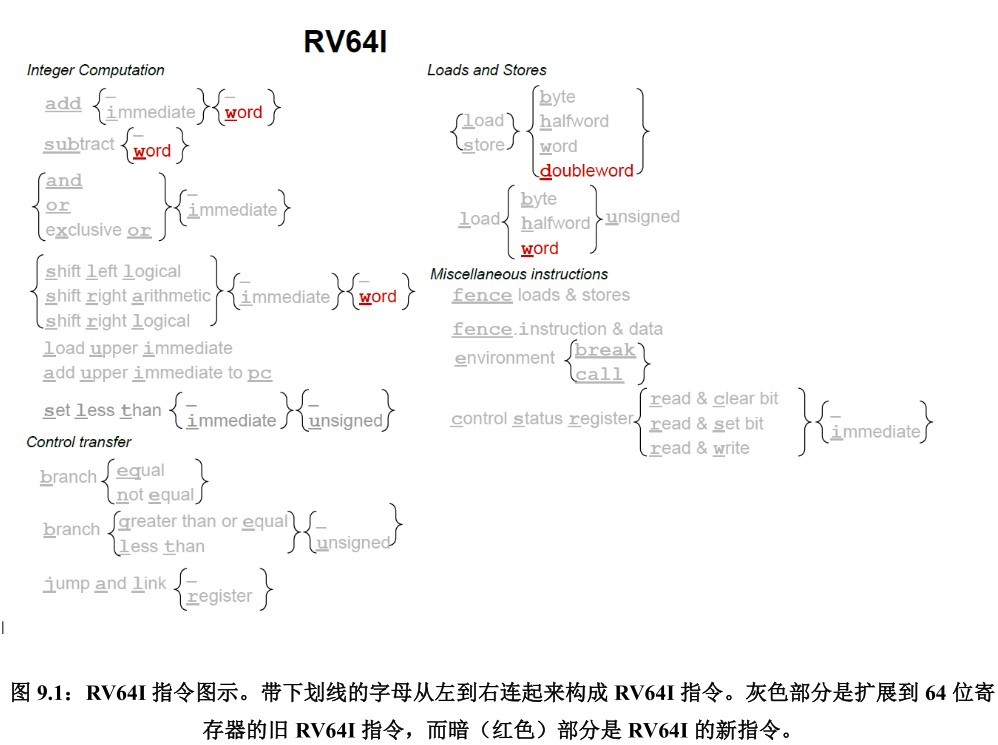 RV64I
Integer Computation
add { _ immediate } { _ word }
subtract { _ word }
{ and
or
exclusive or } { _ immediate }
{ shift left logical
shift right arithmetic
shift right logical } { _ immediate } { _ word }
load upper immediate
add upper immediate to pc
set less than { _ immediate } { _ unsigned }
Control transfer
branch { equal
not equal }
branch { greater than or equal
less than } { _ unsigned }
jump and link { _ register }
Loads and Stores
{ load
store } { byte
halfword
word
doubleword }
load { byte
halfword
word } unsigned
Miscellaneous instructions
fence loads & stores
fence.instruction & data
environment { break
call }
control status register { read & clear bit
read & set bit
read & write } { _ immediate }
图 9.1：RV64I 指令图示。带下划线的字母从左到右连起来构成 RV64I 指令。灰色部分是扩展到 64 位寄
存器的旧 RV64I 指令，而暗（红色）部分是 RV64I 的新指令。